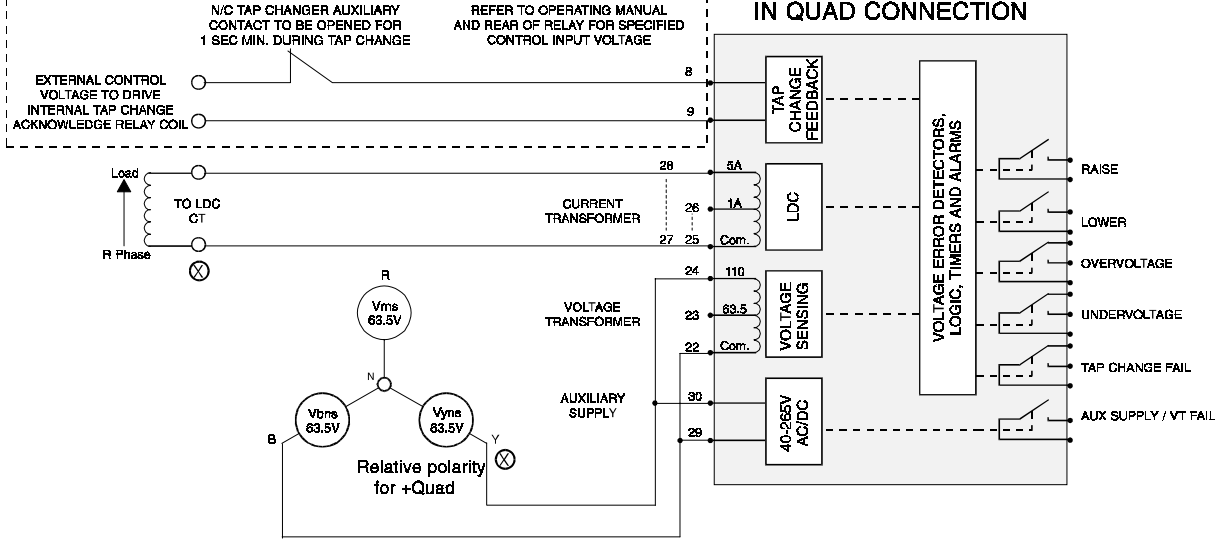 IN QUAD CONNECTION
N/C TAP CHANGER AUXILIARY
CONTACT TO BE OPENED FOR
1 SEC MIN. DURING TAP CHANGE
REFER TO OPERATING MANUAL
AND REAR OF RELAY FOR SPECIFIED
CONTROL INPUT VOLTAGE
EXTERNAL CONTROL
VOLTAGE TO DRIVE
INTERNAL TAP CHANGE
ACKNOWLEDGE RELAY COIL
8
9
TAP
CHANGE
FEEDBACK
Load
R Phase
TO LDC
CT
CURRENT
TRANSFORMER
28
26
27 25
5A
1A
Com.
LDC
VOLTAGE ERROR DETECTORS,
LOGIC, TIMERS AND ALARMS
RAISE
LOWER
OVERVOLTAGE
UNDERVOLTAGE
TAP CHANGE FAIL
AUX SUPPLY / VT FAIL
VOLTAGE
TRANSFORMER
24
23
22
110
63.5
Com.
VOLTAGE
SENSING
AUXILIARY
SUPPLY
30
29
40-265V
AC/DC
R
Vrns
63.5V
N
Vbns
63.5V
Vyns
63.5V
B
Y
Relative polarity
for +Quad